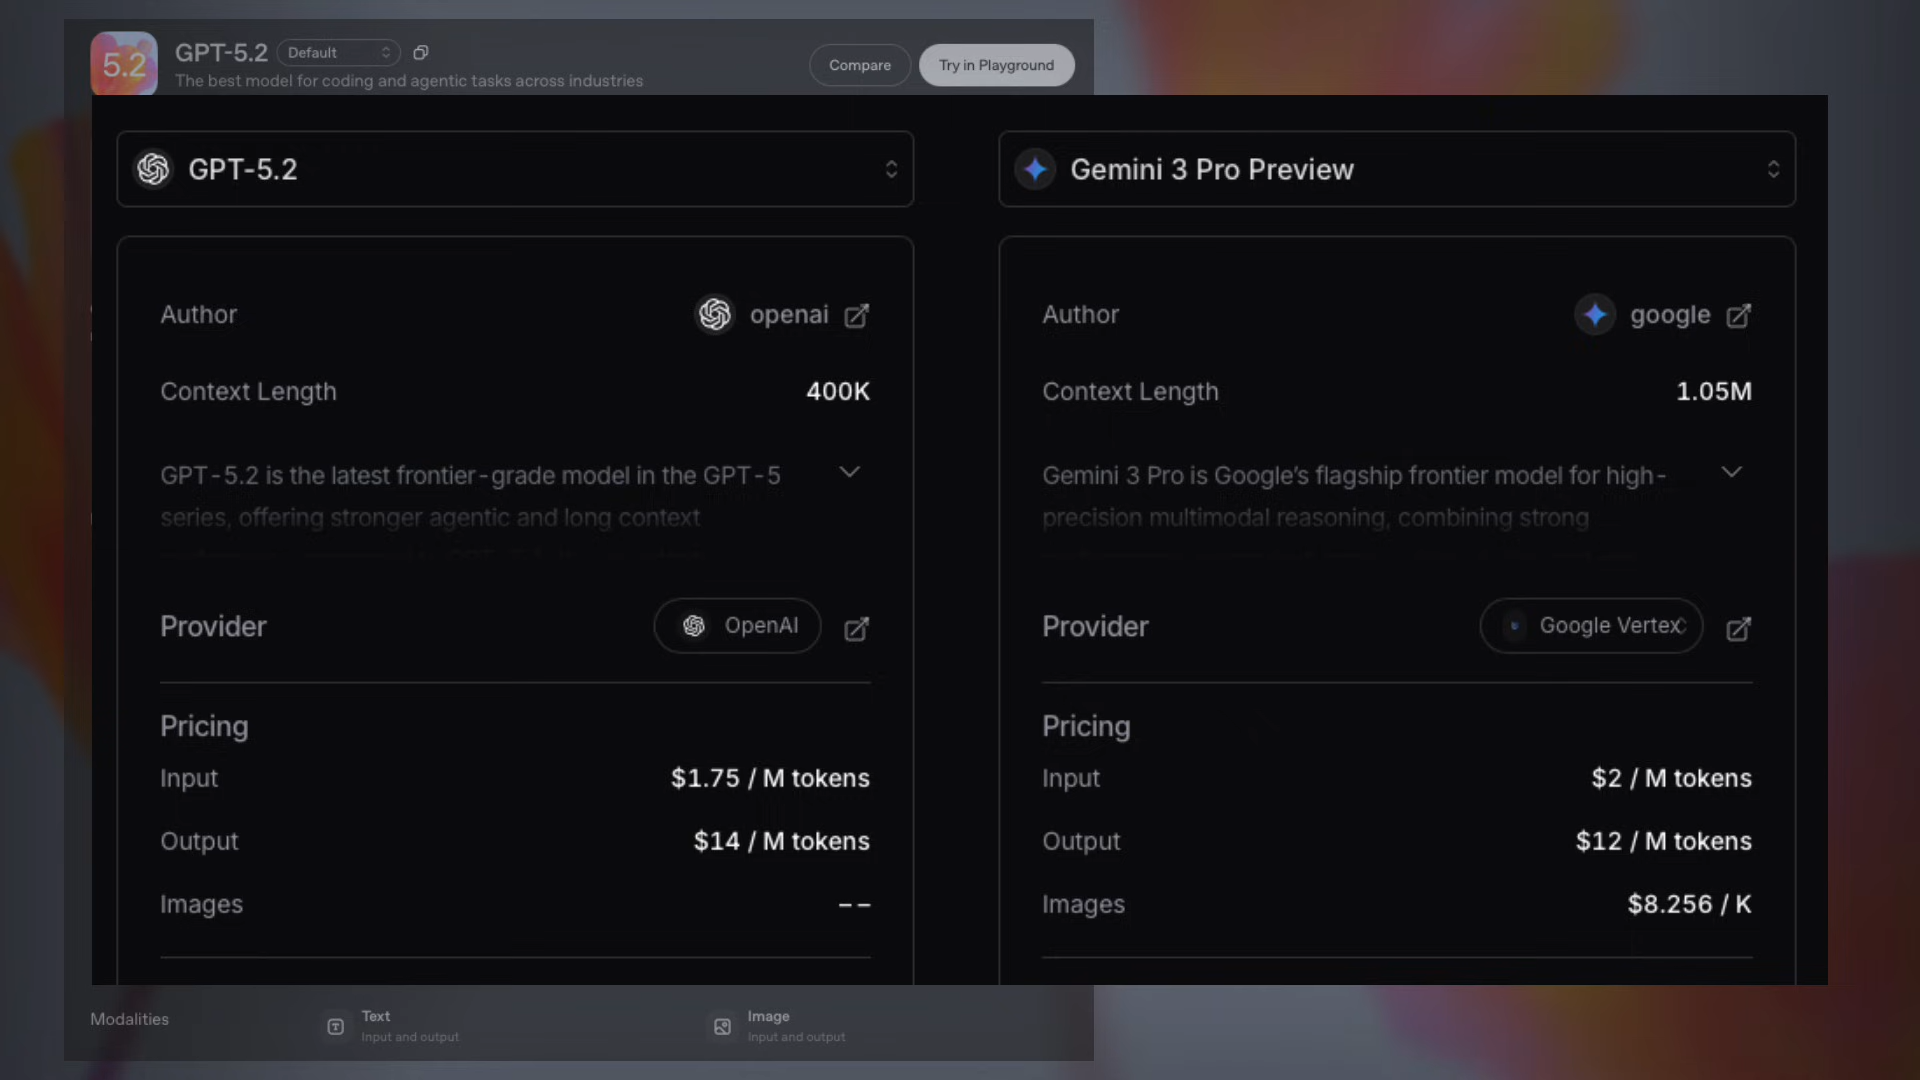 5.2
GPT-5.2 Default
The best model for coding and agentic tasks across industries
Compare
Try in Playground
GPT-5.2
Author openai
Context Length 400K
GPT-5.2 is the latest frontier-grade model in the GPT-5
series, offering stronger agentic and long context
Provider OpenAI
Pricing
Input $1.75 / M tokens
Output $14 / M tokens
Images --
Gemini 3 Pro Preview
Author google
Context Length 1.05M
Gemini 3 Pro is Google's flagship frontier model for high-
precision multimodal reasoning, combining strong
Provider Google Vertex
Pricing
Input $2 / M tokens
Output $12 / M tokens
Images $8.256 / K
Modalities
Text
Input and output
Image
Input and output